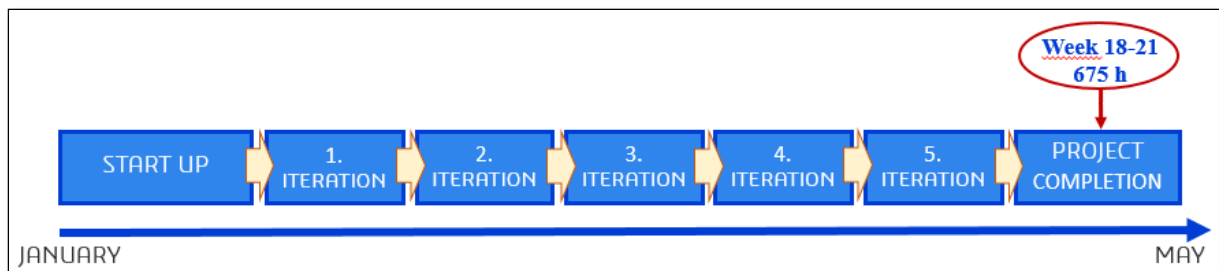 Week 18-21
675 h
START UP
1.
ITERATION
2.
ITERATION
3.
ITERATION
4.
ITERATION
5.
ITERATION
PROJECT
COMPLETION
JANUARY
MAY